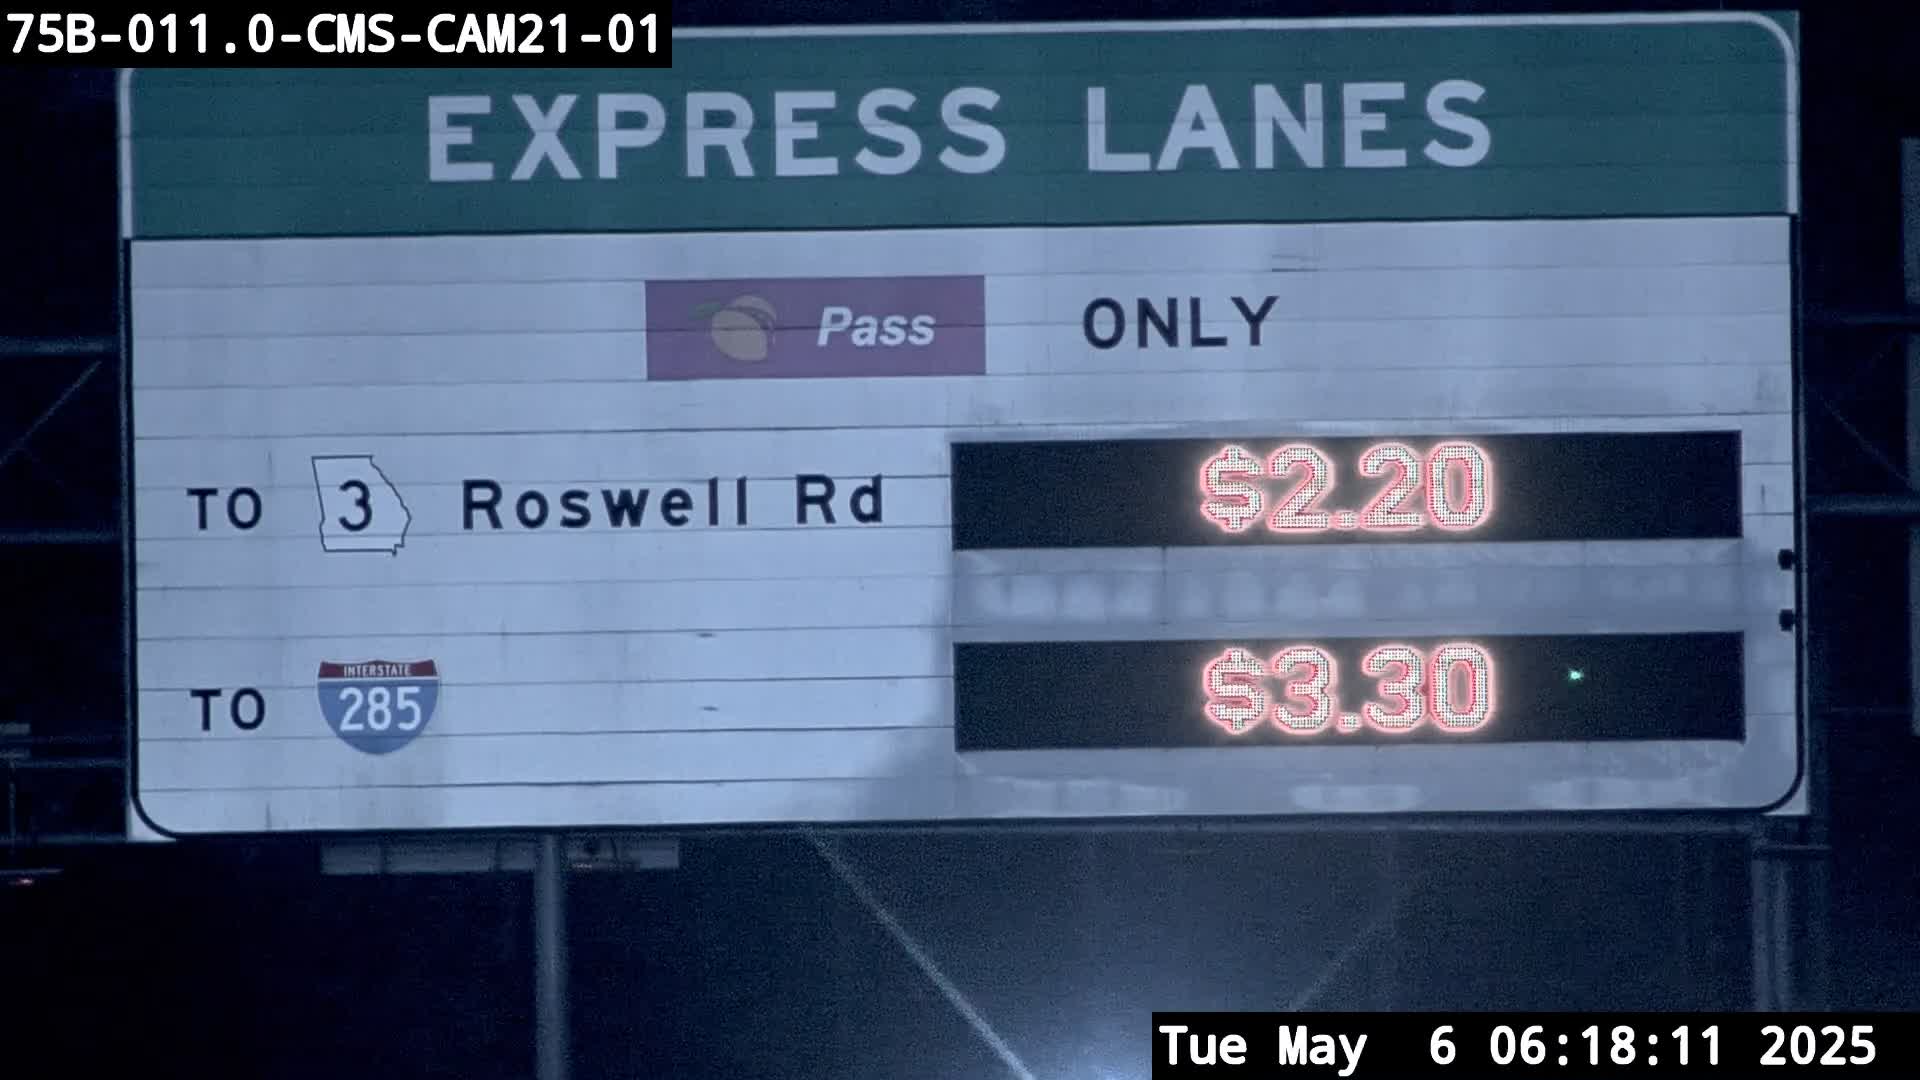 75B-011.0-CMS-CAM21-01
EXPRESS LANES
Pass ONLY
TO 3 Roswell Rd $2.20
INTERSTATE
TO 285 $3.30
Tue May 6 06:18:11 2025